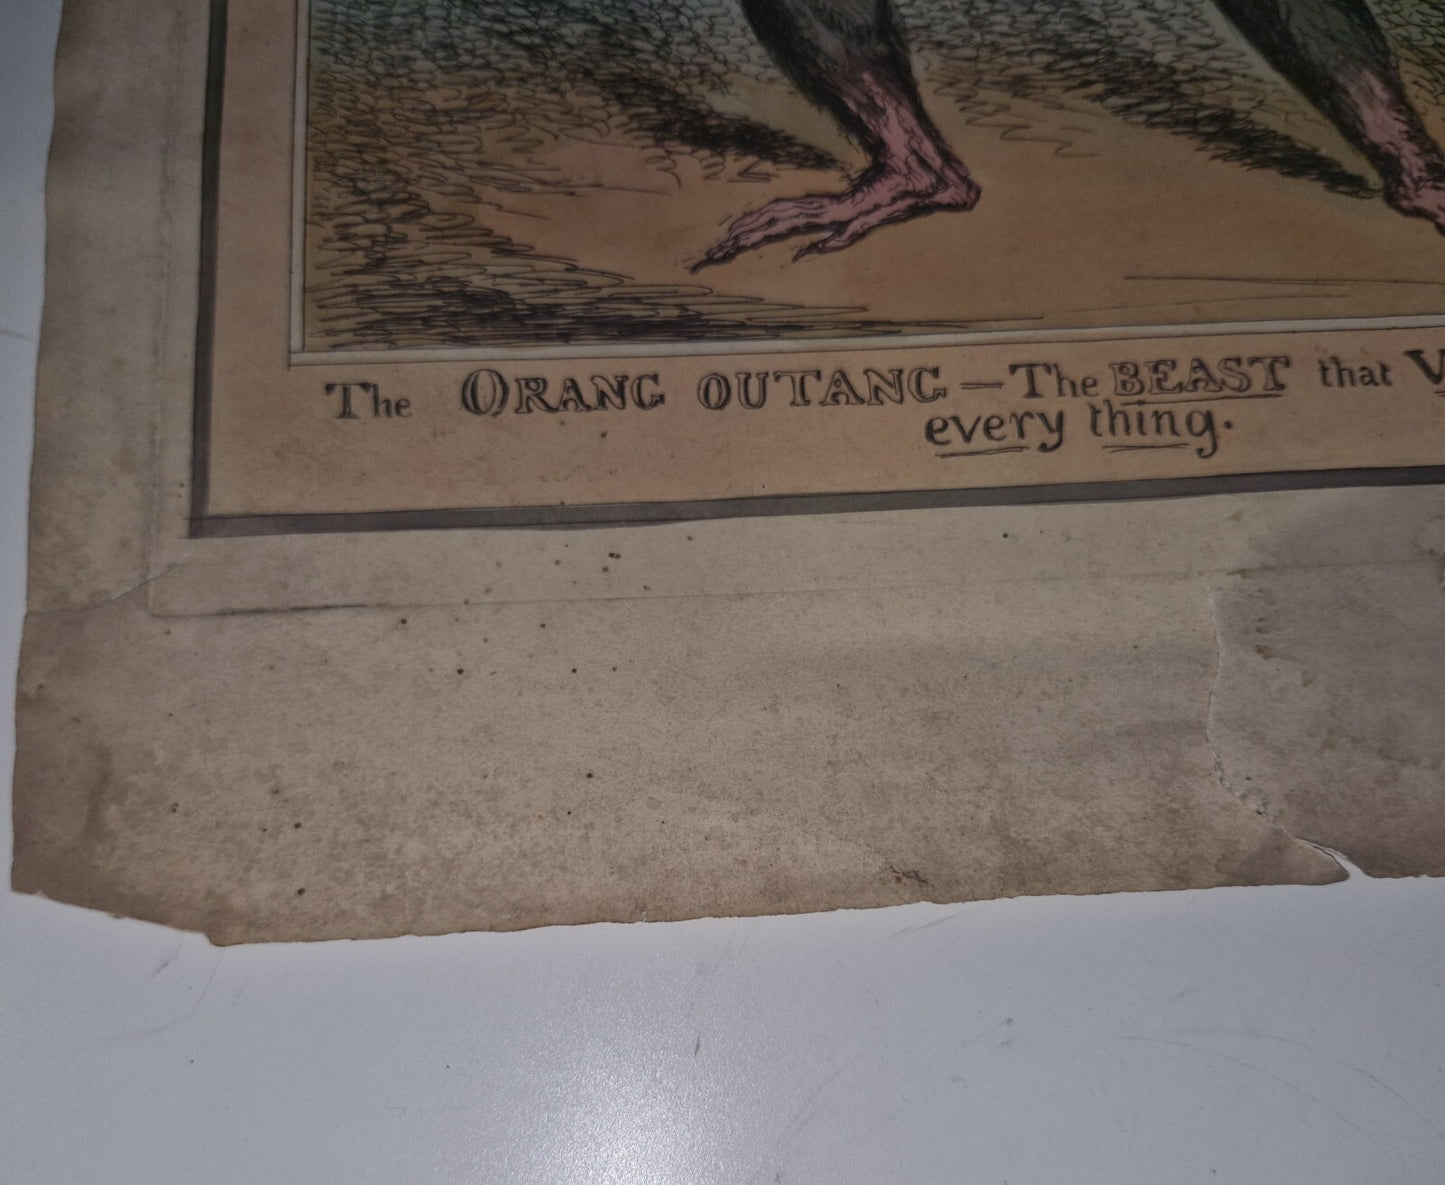 The ORANG OUTANG — The BEAST that V
every thing.